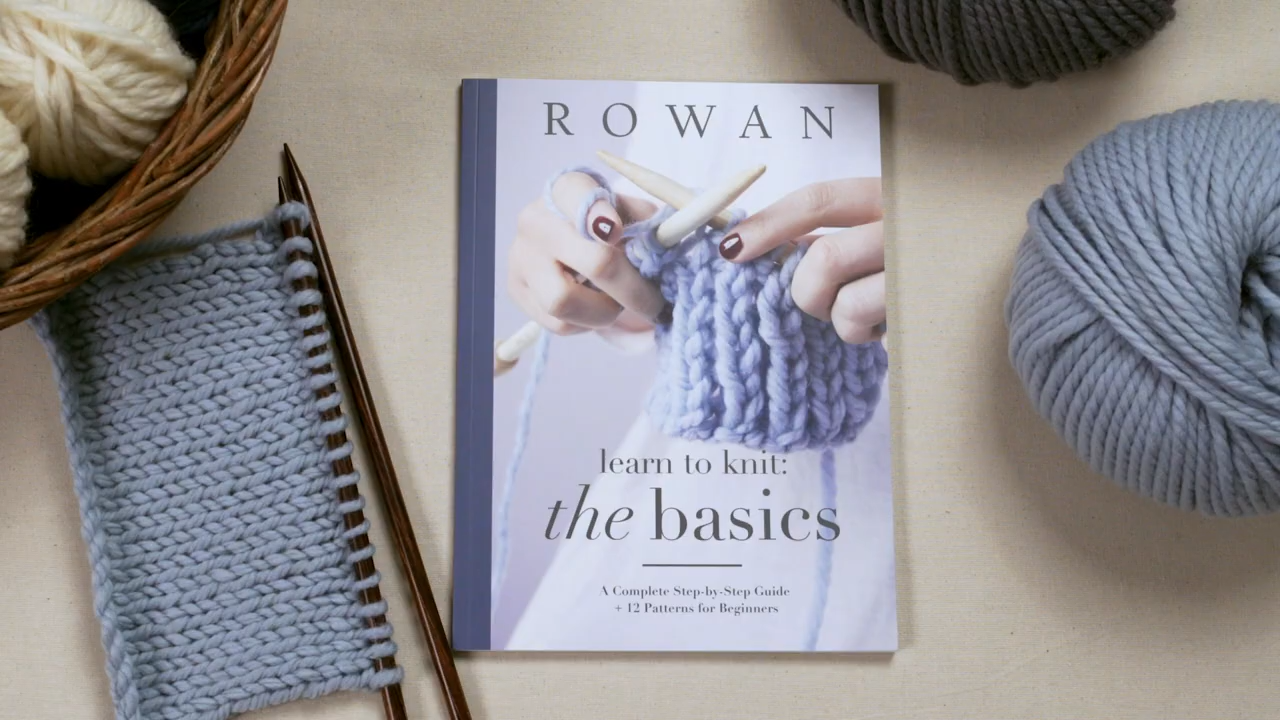 ROWAN
learn to knit:
the basics
A Complete Step-by-Step Guide
+ 12 Patterns for Beginners